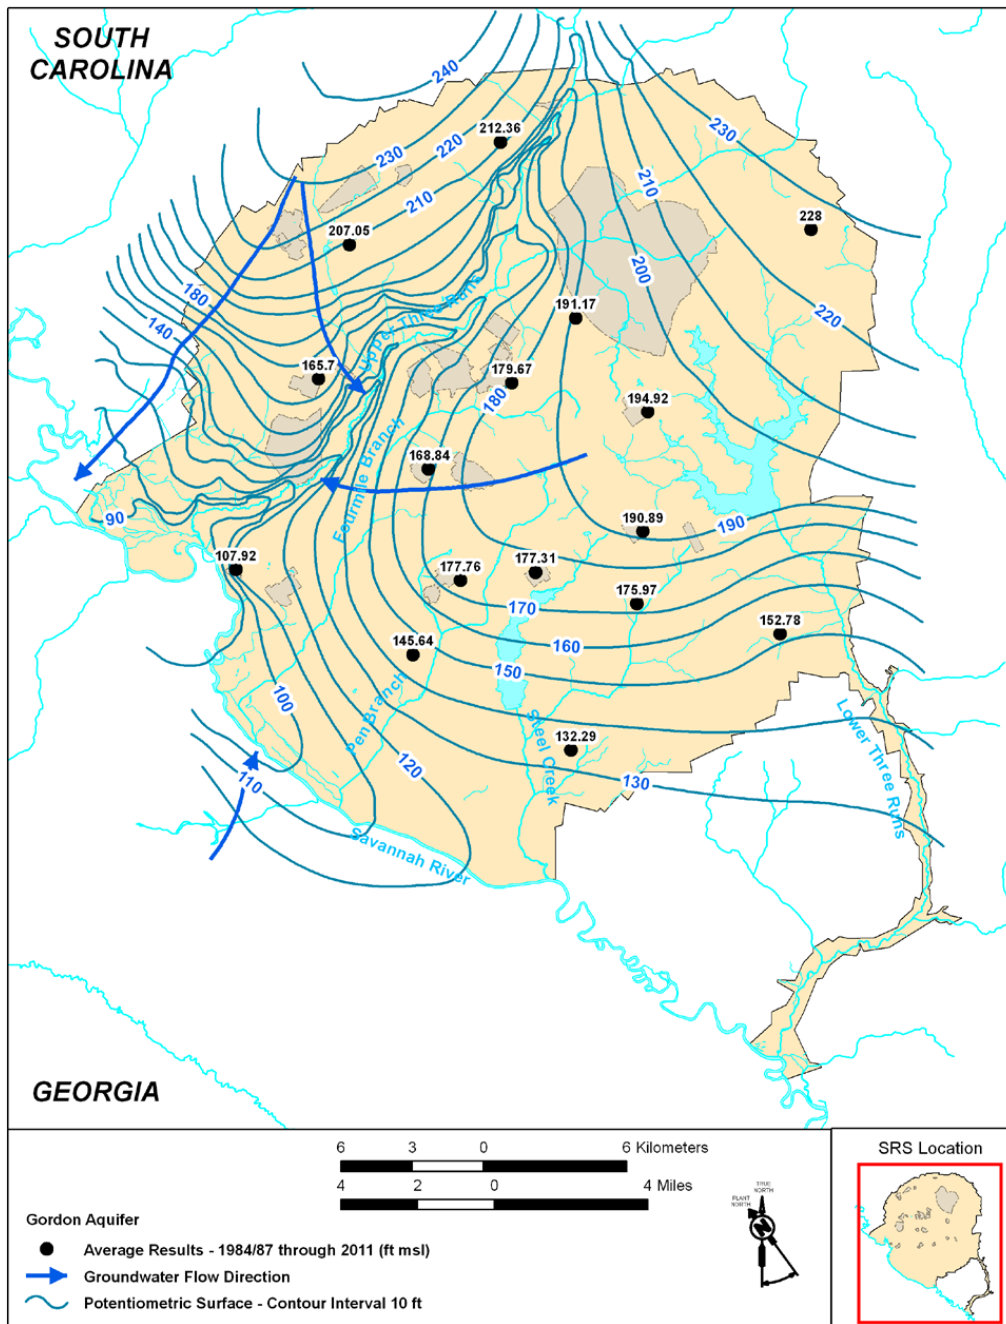 SOUTH
CAROLINA
240
230
220
210
212.36
230
210
200
220
228
207.05
180
140
Upper Three Runs
191.17
165.7
179.67
180
194.92
168.84
Fourmile Branch
90
190
190.89
107.92
177.76
177.31
175.97
170
160
150
152.78
145.64
100
Pen Branch
Steel Creek
132.29
120
130
110
Lower Three Runs
Savannah River
GEORGIA
6 3 0 6 Kilometers
4 2 0 4 Miles
TRUE
NORTH
PLANT
NORTH
N
SRS Location
Gordon Aquifer
Average Results - 1984/87 through 2011 (ft msl)
Groundwater Flow Direction
Potentiometric Surface - Contour Interval 10 ft